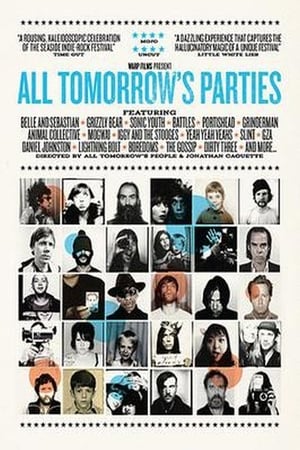 "A ROUSING, KALEIDOSCOPIC CELEBRATION
OF THE SEASIDE INDIE-ROCK FESTIVAL"
TIME OUT
★★★★
MOJO
★★★★
UNCUT
"A DAZZLING EXPERIENCE THAT CAPTURES THE
HALLUCINATORY MAGIC OF A UNIQUE FESTIVAL"
LITTLE WHITE LIES
WARP FILMS PRESENT
ALL TOMORROW'S PARTIES
FEATURING
BELLE AND SEBASTIAN • GRIZZLY BEAR • SONIC YOUTH • BATTLES • PORTISHEAD • GRINDERMAN
ANIMAL COLLECTIVE • MOGWAI • IGGY AND THE STOOGES • YEAH YEAH YEARS • SLINT • GZA
DANIEL JOHNSTON • LIGHTNING BOLT • BOREDOMS • THE GOSSIP • DIRTY THREE • AND MORE...
DIRECTED BY ALL TOMORROW'S PEOPLE & JONATHAN CAOUETTE